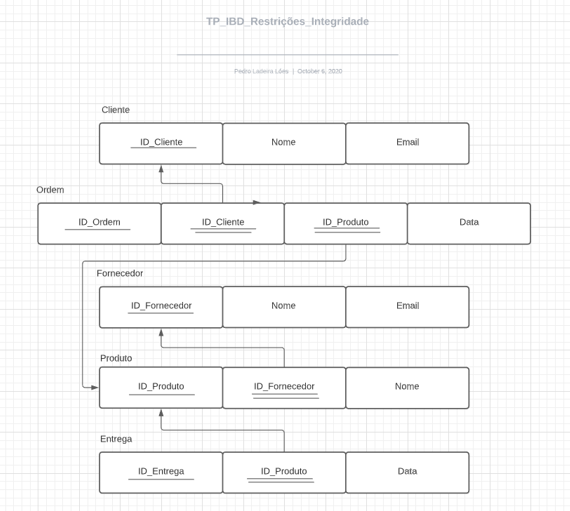 TP_IBD_Restrições_Integridade
Pedro Ladeira Lóes | October 6, 2020
Cliente
ID_Cliente Nome Email
Ordem
ID_Ordem ID_Cliente ID_Produto Data
Fornecedor
ID_Fornecedor Nome Email
Produto
ID_Produto ID_Fornecedor Nome
Entrega
ID_Entrega ID_Produto Data